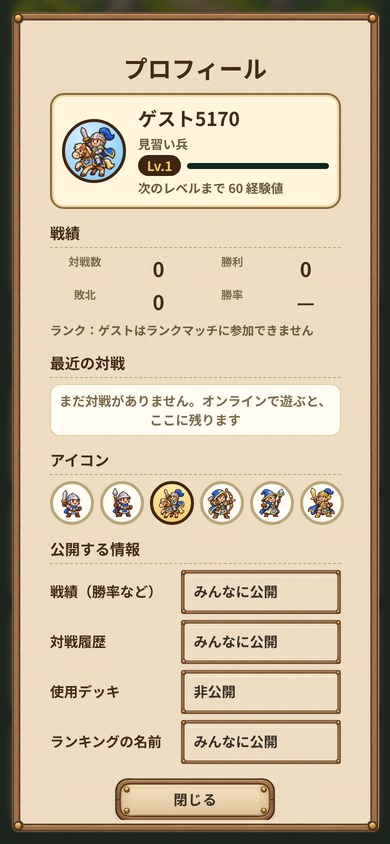 プロフィール
ゲスト5170
見習い兵
Lv.1
次のレベルまで 60 経験値
戦績
対戦数 0 勝利 0
敗北 0 勝率 —
ランク：ゲストはランクマッチに参加できません
最近の対戦
まだ対戦がありません。オンラインで遊ぶと、
ここに残ります
アイコン
公開する情報
戦績（勝率など） みんなに公開
対戦履歴 みんなに公開
使用デッキ 非公開
ランキングの名前 みんなに公開
閉じる